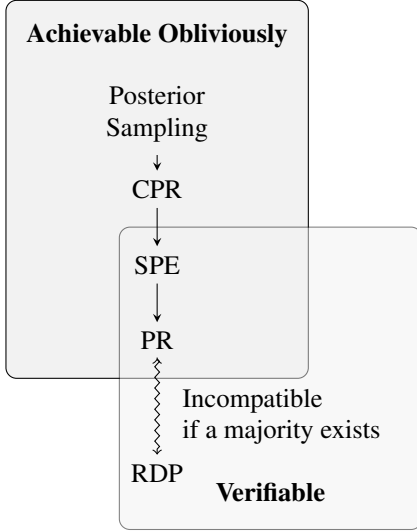 Achievable Obliviously
Posterior
Sampling
CPR
SPE
PR
Incompatible
if a majority exists
RDP
Verifiable